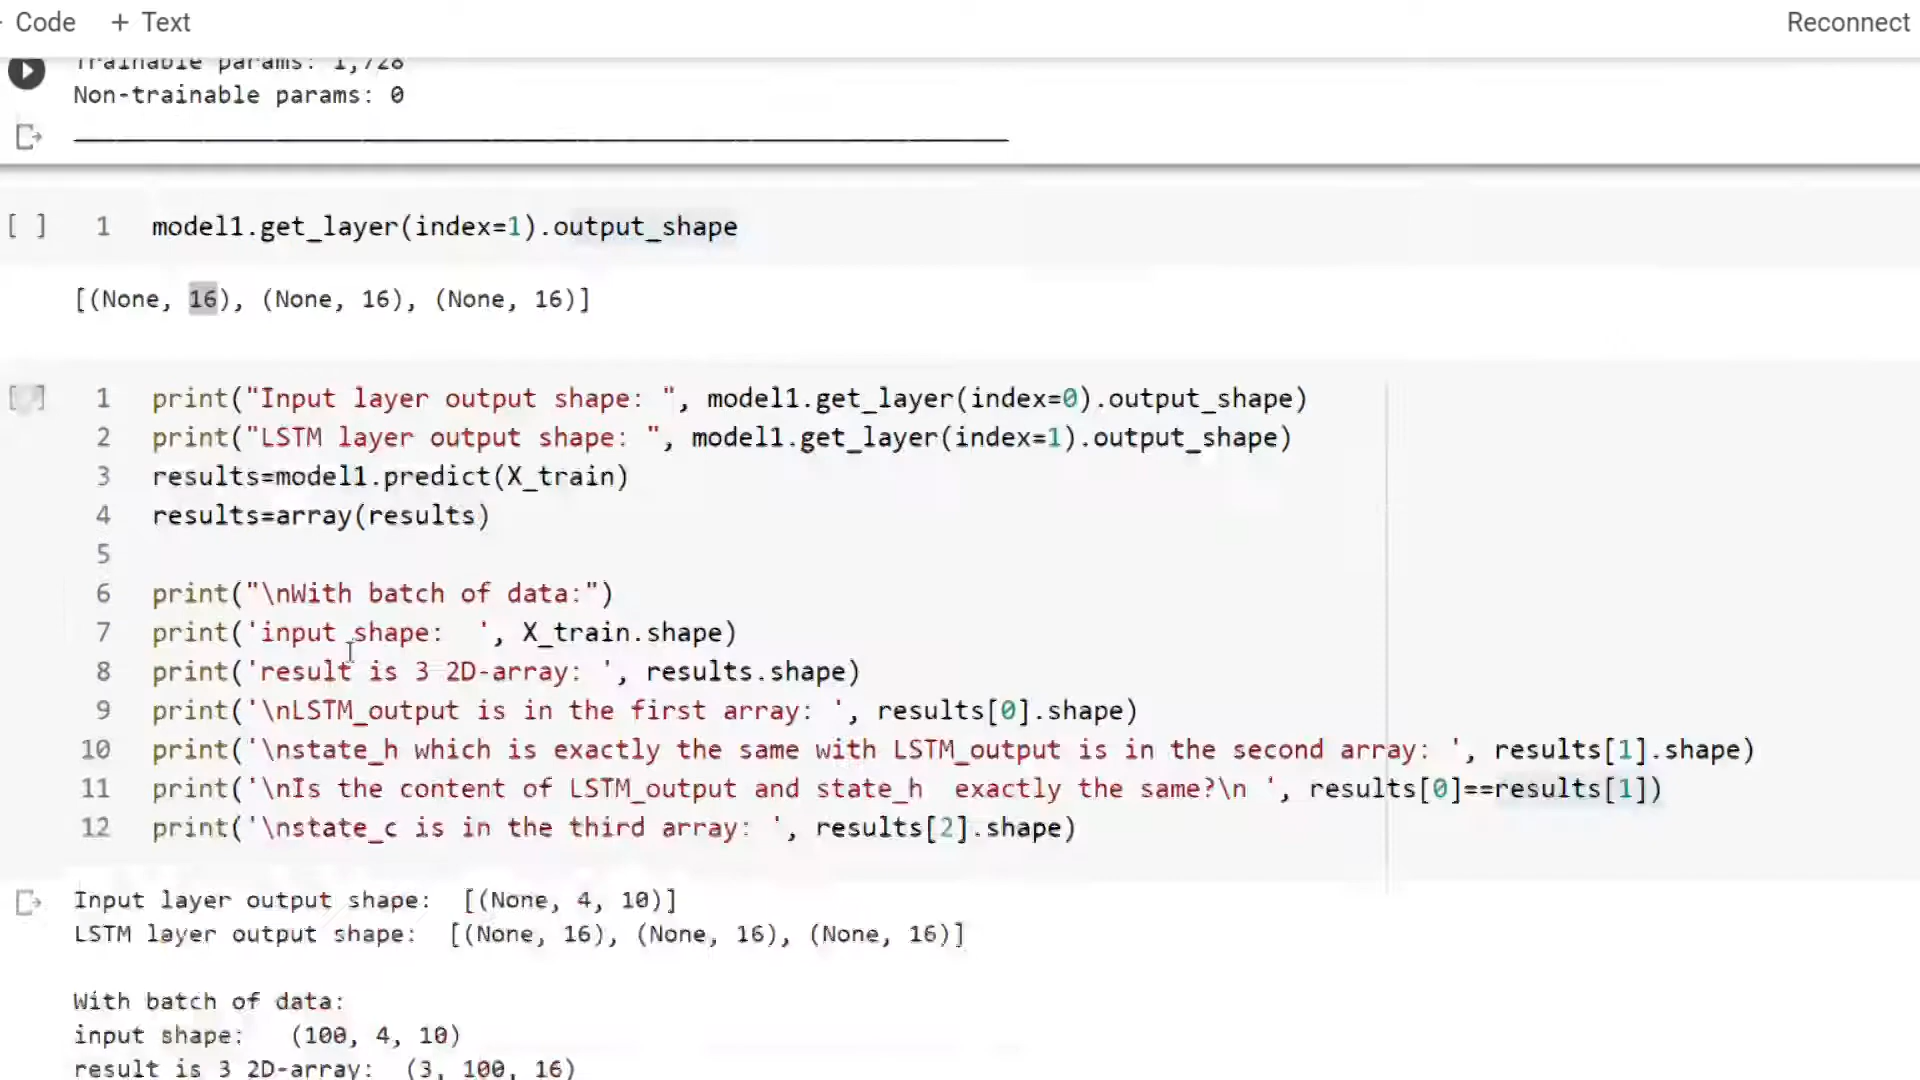 Code + Text Reconnect
Trainable params: 1,728
Non-trainable params: 0
[ ] 1 model1.get_layer(index=1).output_shape
[(None, 16), (None, 16), (None, 16)]
1 print("Input layer output shape: ", model1.get_layer(index=0).output_shape)
2 print("LSTM layer output shape: ", model1.get_layer(index=1).output_shape)
3 results=model1.predict(X_train)
4 results=array(results)
5
6 print("\nWith batch of data:")
7 print('input shape:  ', X_train.shape)
8 print('result is 3 2D-array: ', results.shape)
9 print('\nLSTM_output is in the first array: ', results[0].shape)
10 print('\nstate_h which is exactly the same with LSTM_output is in the second array: ', results[1].shape)
11 print('\nIs the content of LSTM_output and state_h  exactly the same?\n ', results[0]==results[1])
12 print('\nstate_c is in the third array: ', results[2].shape)
Input layer output shape:  [(None, 4, 10)]
LSTM layer output shape:  [(None, 16), (None, 16), (None, 16)]
With batch of data:
input shape:   (100, 4, 10)
result is 3 2D-array:  (3, 100, 16)